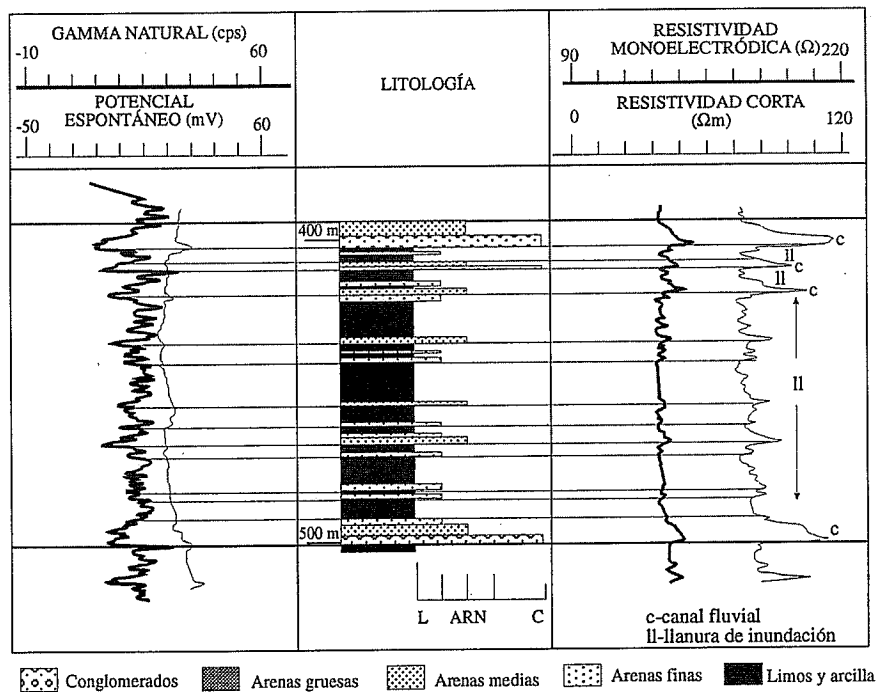 GAMMA NATURAL (cps)
-10 60
POTENCIAL
ESPONTÁNEO (mV)
-50 60
LITOLOGÍA
RESISTIVIDAD
MONOELECTRÓDICA (Ω)
90 220
RESISTIVIDAD CORTA
(Ωm)
0 120
400 m
c
ll
c
ll
c
ll
c
500 m
L ARN C
c-canal fluvial
ll-llanura de inundación
Conglomerados
Arenas gruesas
Arenas medias
Arenas finas
Limos y arcilla